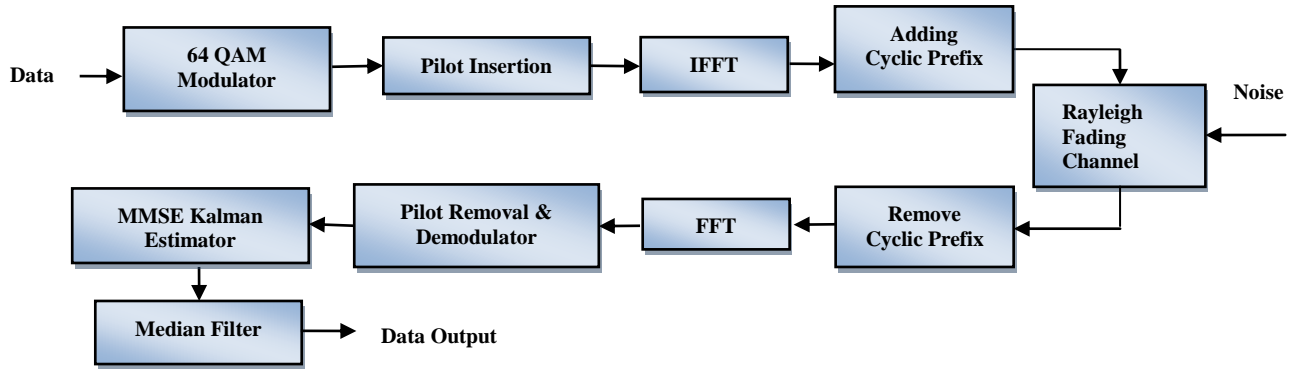 Data
64 QAM
Modulator
Pilot Insertion
IFFT
Adding
Cyclic Prefix
Noise
Rayleigh
Fading
Channel
Remove
Cyclic Prefix
FFT
Pilot Removal &
Demodulator
MMSE Kalman
Estimator
Median Filter
Data Output